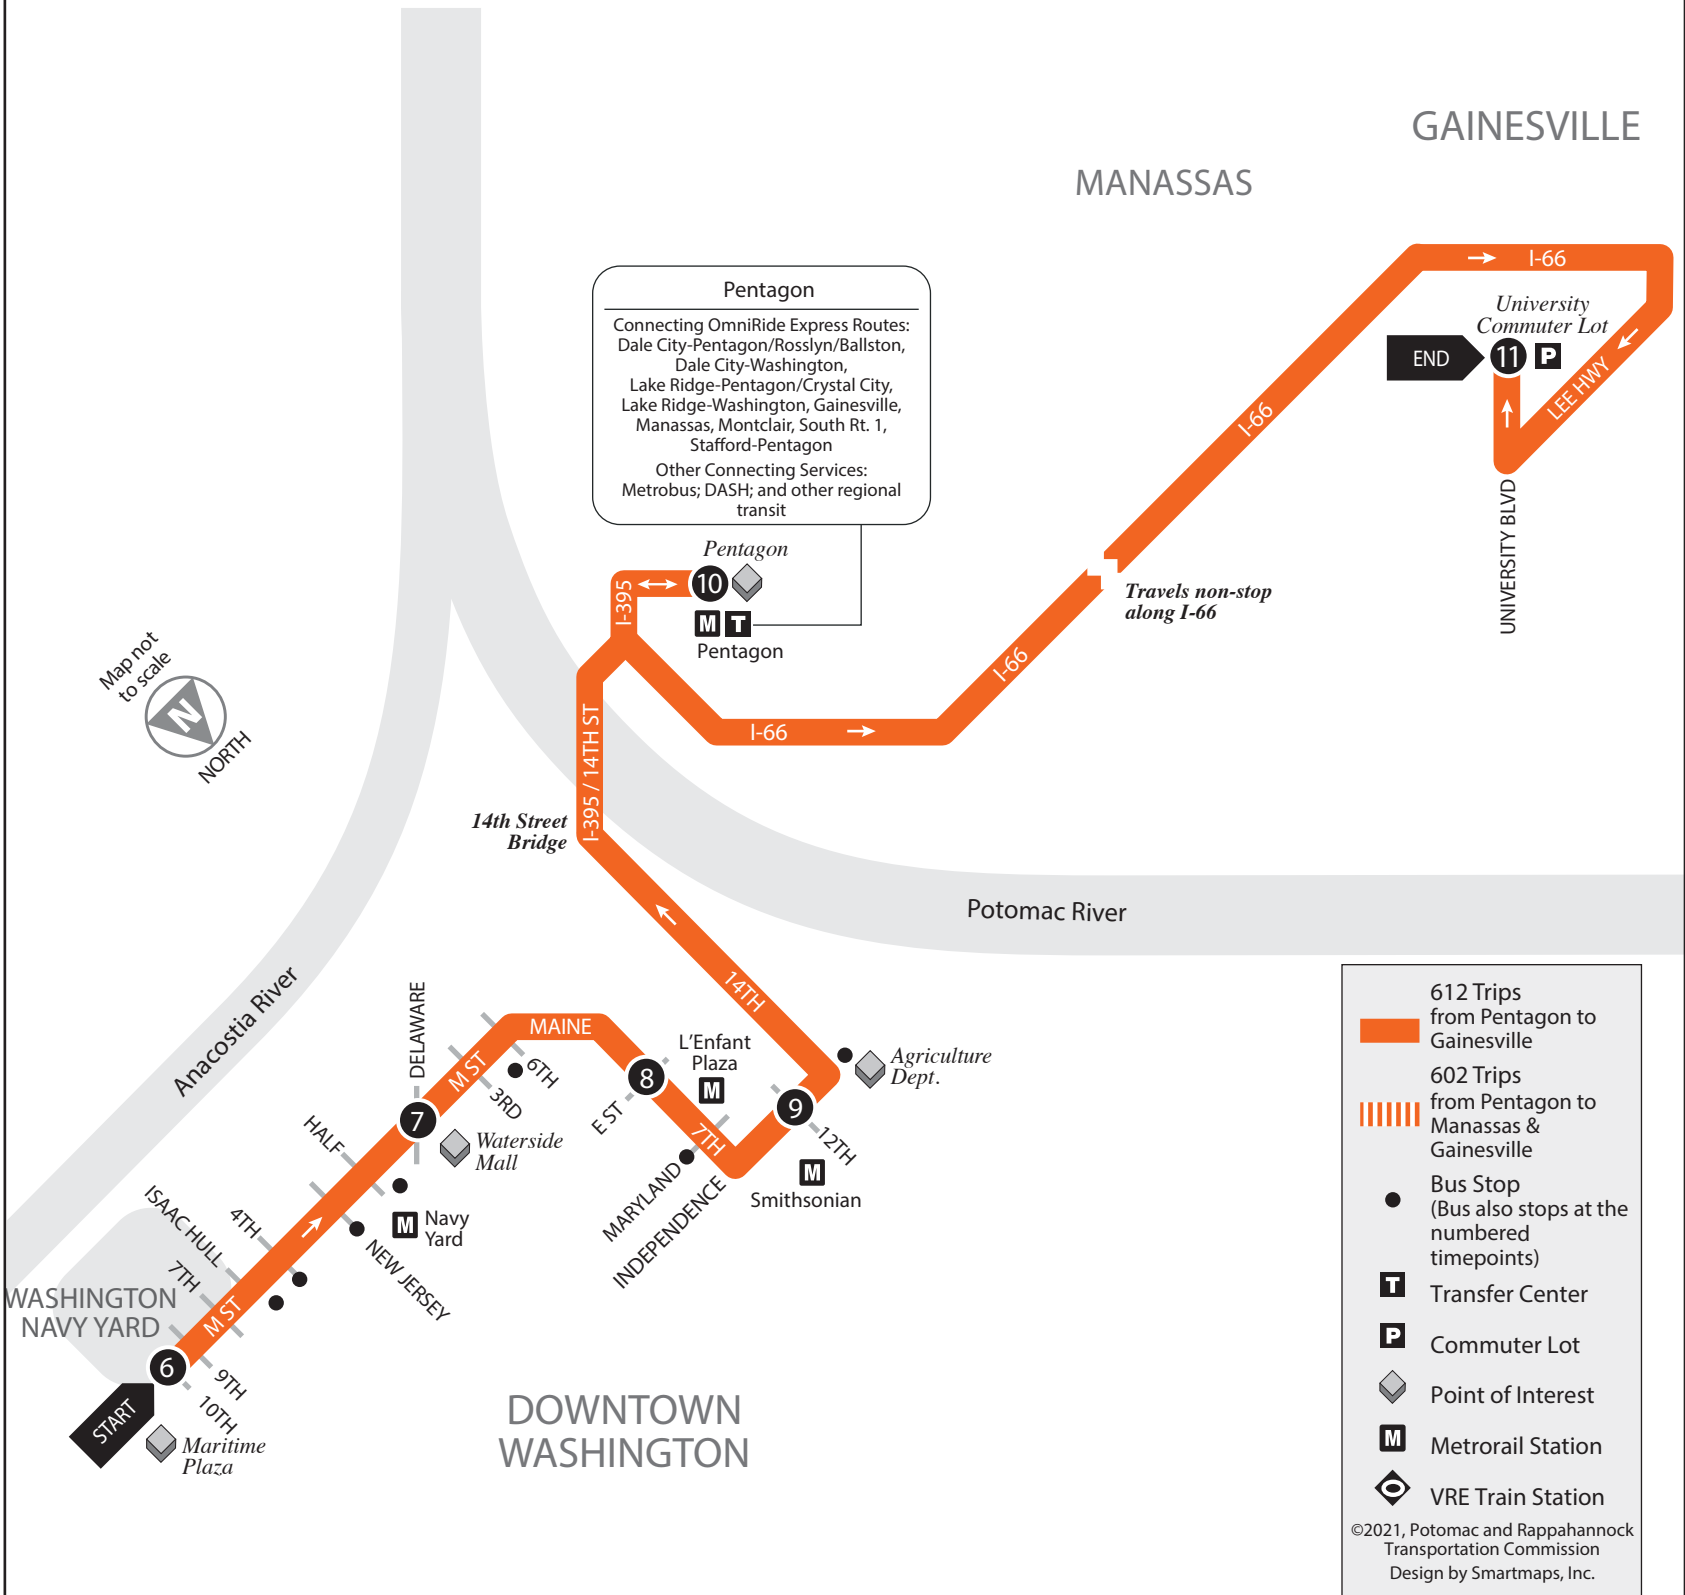 GAINESVILLE
MANASSAS
I-66
University
Commuter Lot
END
11
P
LEE HWY
UNIVERSITY BLVD
I-66
Travels non-stop
along I-66
I-66
I-66
Pentagon
Connecting OmniRide Express Routes:
Dale City-Pentagon/Rosslyn/Ballston,
Dale City-Washington,
Lake Ridge-Pentagon/Crystal City,
Lake Ridge-Washington, Gainesville,
Manassas, Montclair, South Rt. 1,
Stafford-Pentagon
Other Connecting Services:
Metrobus; DASH; and other regional
transit
Pentagon
10
I-395
M T
Pentagon
Map not
to scale
N
NORTH
I-395 / 14TH ST
14th Street
Bridge
Potomac River
Anacostia River
14TH
DELAWARE
MAINE
M ST
6TH
3RD
L'Enfant
Plaza
M
8
E ST
Agriculture
Dept.
9
12TH
7TH
M
Smithsonian
MARYLAND
INDEPENDENCE
7
Waterside
Mall
HALF
M
Navy
Yard
NEW JERSEY
4TH
ISAAC HULL
7TH
M ST
WASHINGTON
NAVY YARD
6
9TH
10TH
START
Maritime
Plaza
DOWNTOWN
WASHINGTON
612 Trips
from Pentagon to
Gainesville
602 Trips
from Pentagon to
Manassas &
Gainesville
Bus Stop
(Bus also stops at the
numbered
timepoints)
T Transfer Center
P Commuter Lot
Point of Interest
M Metrorail Station
VRE Train Station
©2021, Potomac and Rappahannock
Transportation Commission
Design by Smartmaps, Inc.